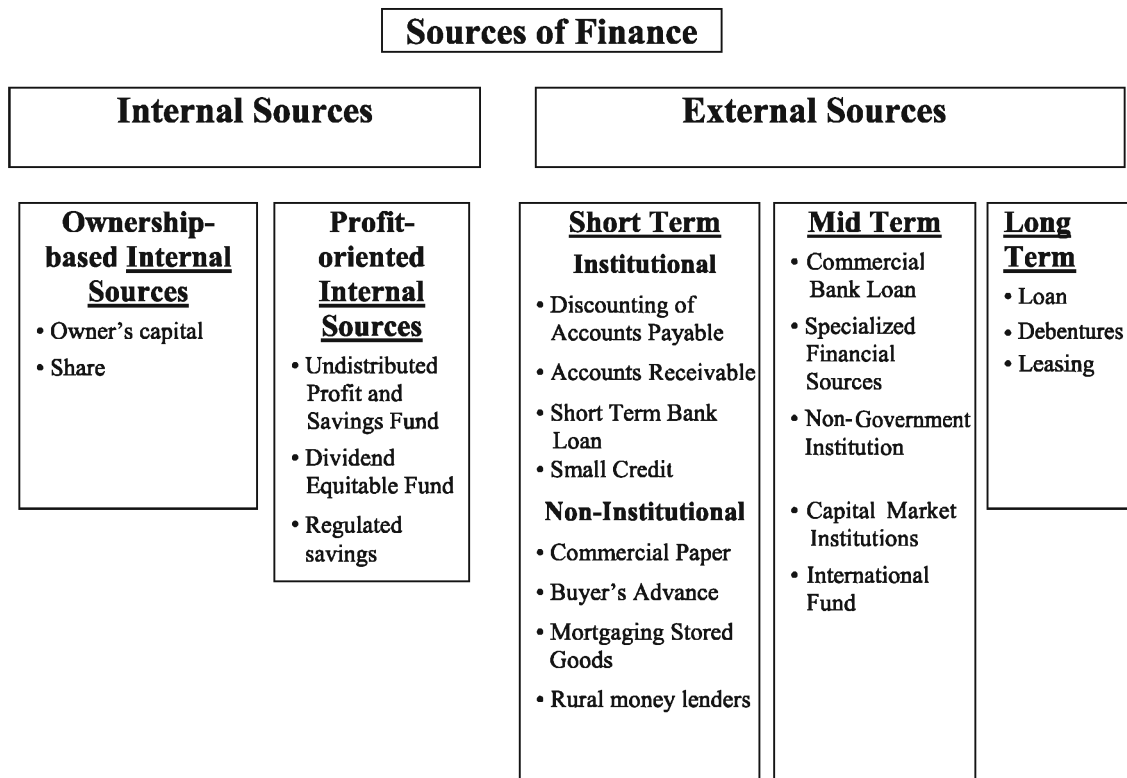 Sources of Finance
Internal Sources
External Sources
Ownership-
based Internal
Sources
• Owner’s capital
• Share
Profit-
oriented
Internal
Sources
• Undistributed
Profit and
Savings Fund
• Dividend
Equitable Fund
• Regulated
savings
Short Term
Institutional
• Discounting of
Accounts Payable
• Accounts Receivable
• Short Term Bank
Loan
• Small Credit
Non-Institutional
• Commercial Paper
• Buyer’s Advance
• Mortgaging Stored
Goods
• Rural money lenders
Mid Term
• Commercial
Bank Loan
• Specialized
Financial
Sources
• Non-Government
Institution
• Capital Market
Institutions
• International
Fund
Long
Term
• Loan
• Debentures
• Leasing